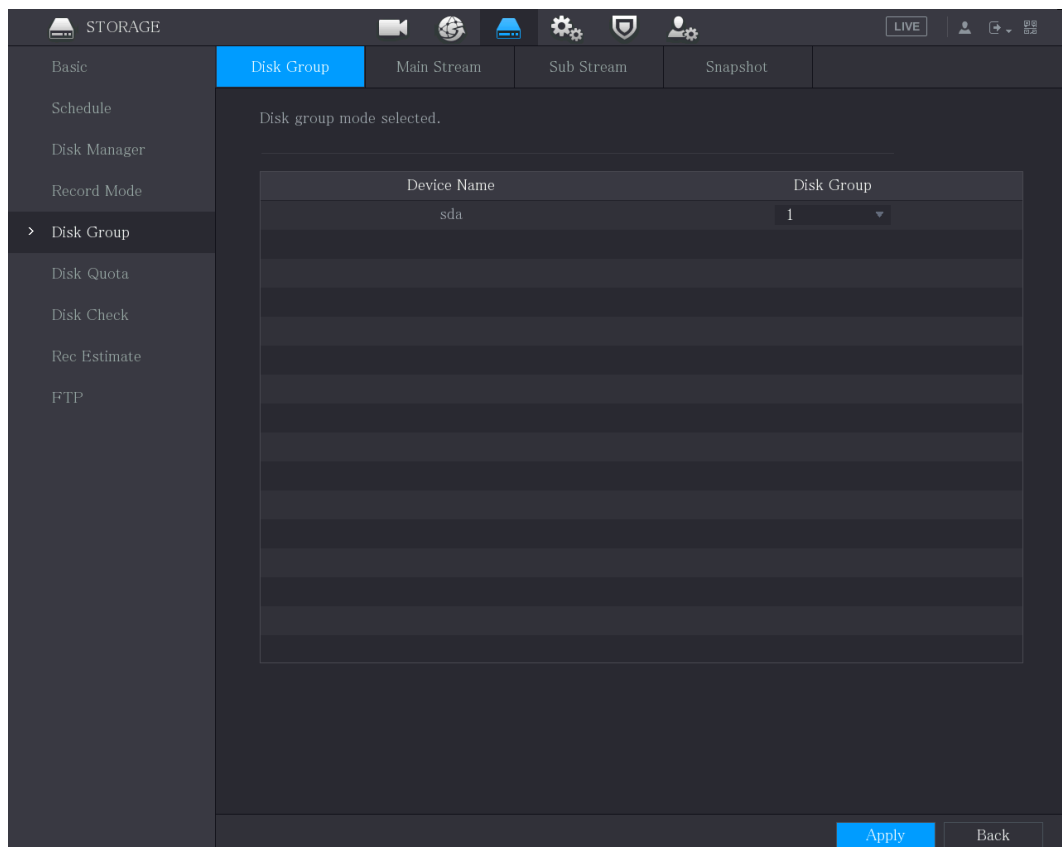 STORAGE
LIVE
Basic
Schedule
Disk Manager
Record Mode
Disk Group
Disk Quota
Disk Check
Rec Estimate
FTP
Disk Group Main Stream Sub Stream Snapshot
Disk group mode selected.
Device Name Disk Group
sda 1
Apply Back